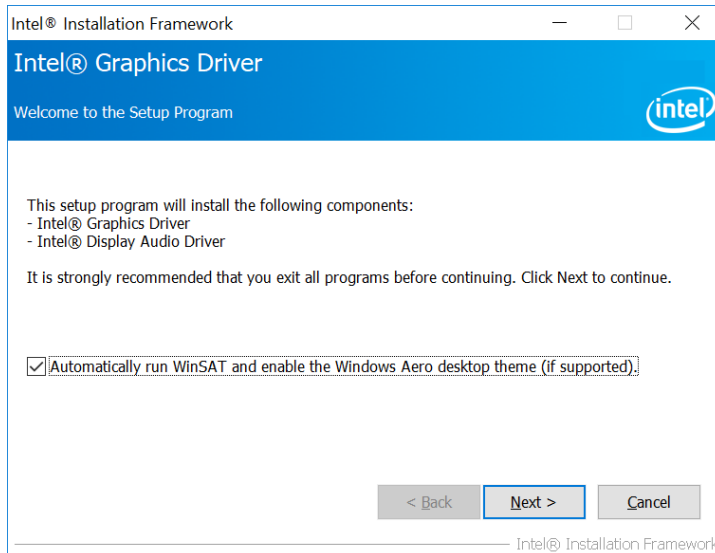 Intel® Installation Framework
Intel® Graphics Driver
Welcome to the Setup Program
intel
This setup program will install the following components:
- Intel® Graphics Driver
- Intel® Display Audio Driver
It is strongly recommended that you exit all programs before continuing. Click Next to continue.
Automatically run WinSAT and enable the Windows Aero desktop theme (if supported).
< Back
Next >
Cancel
Intel® Installation Framework